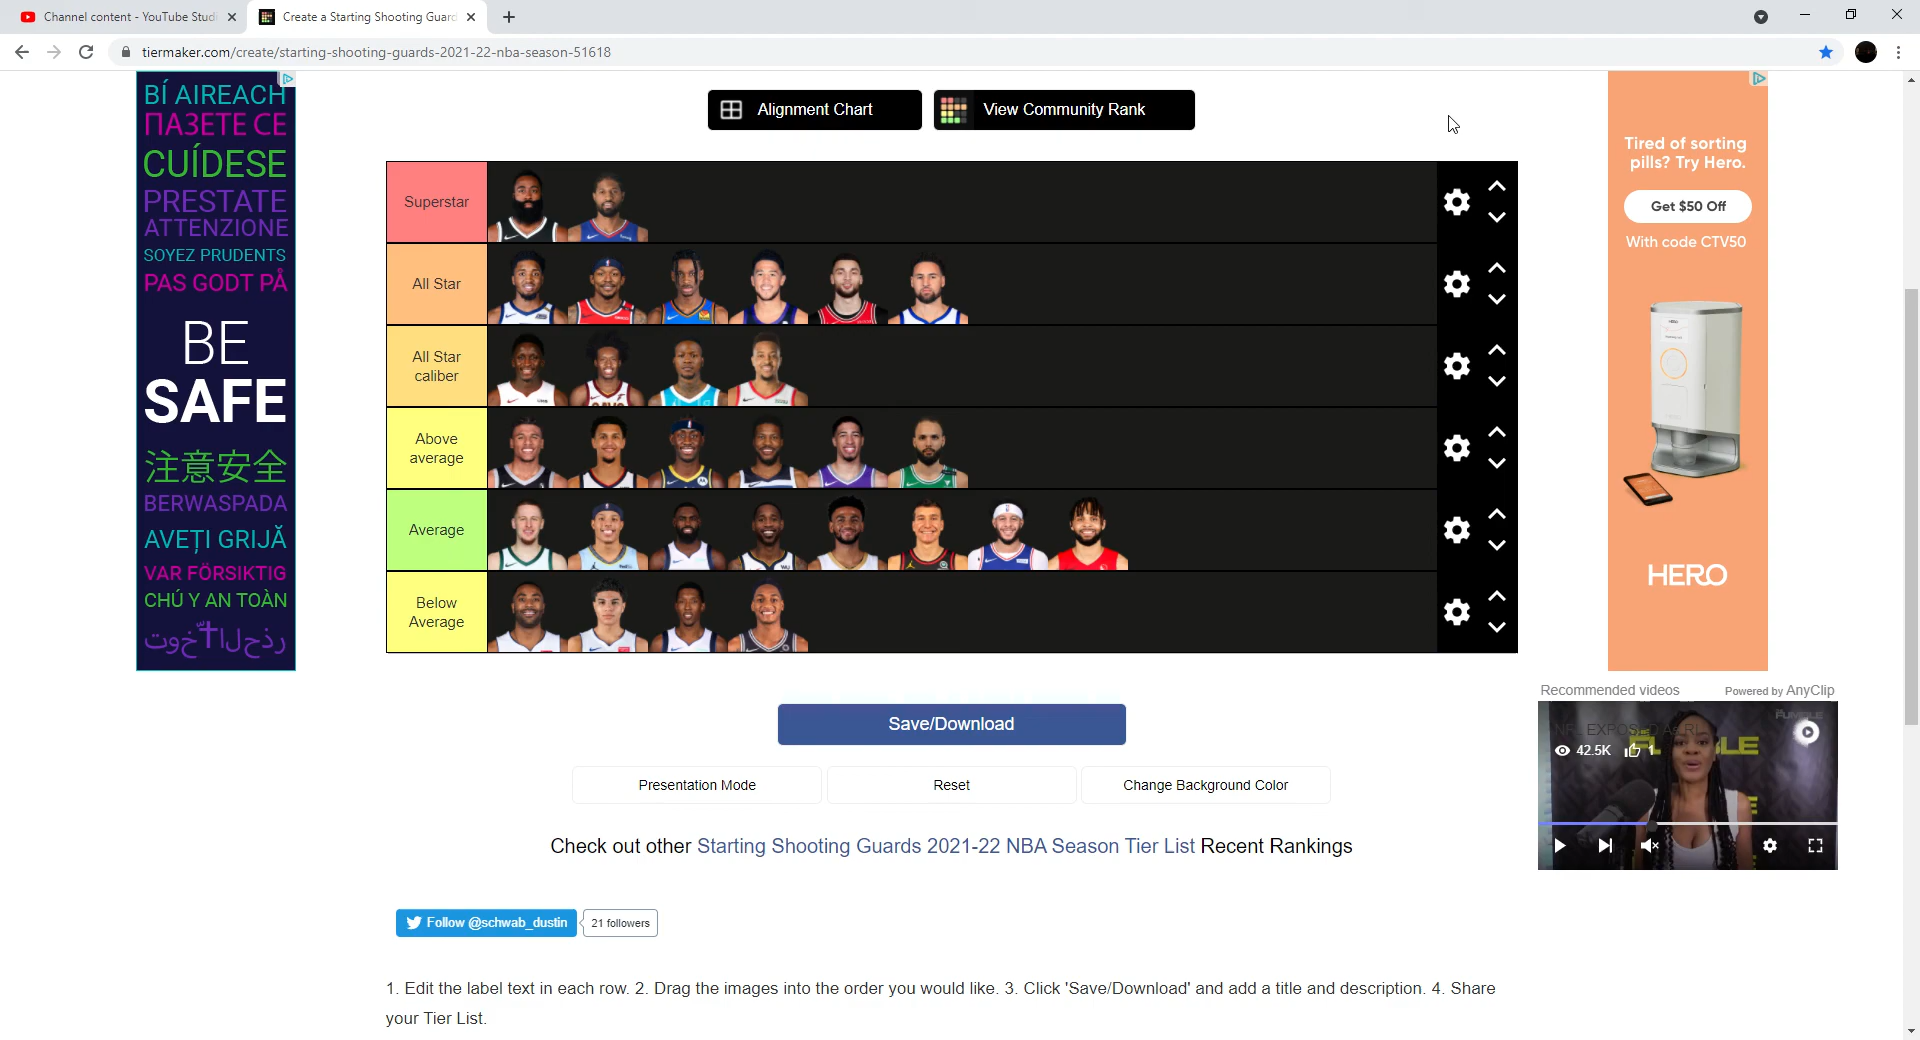 Channel content - YouTube Studi
Create a Starting Shooting Guard
tiermaker.com/create/starting-shooting-guards-2021-22-nba-season-51618
BÍ AIREACH
ПАЗЕТЕ СЕ
CUÍDESE
PRESTATE
ATTENZIONE
SOYEZ PRUDENTS
PAS GODT PÅ
BE
SAFE
注意安全
BERWASPADA
AVEȚI GRIJĂ
VAR FÖRSIKTIG
CHÚ Y AN TOÀN
Alignment Chart
View Community Rank
Superstar
All Star
All Star
caliber
Above
average
Average
Below
Average
Save/Download
Presentation Mode
Reset
Change Background Color
Check out other Starting Shooting Guards 2021-22 NBA Season Tier List Recent Rankings
Follow @schwab_dustin
21 followers
1. Edit the label text in each row. 2. Drag the images into the order you would like. 3. Click 'Save/Download' and add a title and description. 4. Share
your Tier List.
Tired of sorting
pills? Try Hero.
Get $50 Off
With code CTV50
HERO
Recommended videos
Powered by AnyClip
42.5K
1